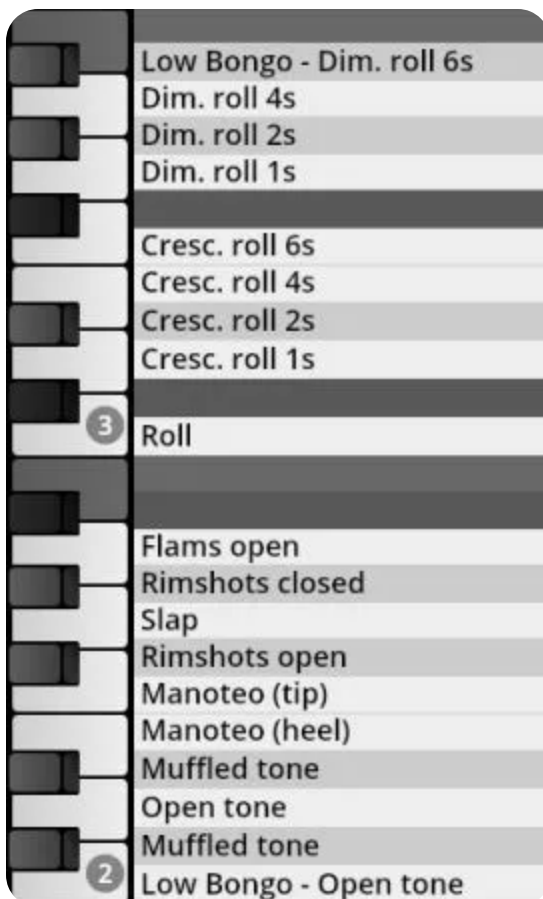 Low Bongo - Dim. roll 6s
Dim. roll 4s
Dim. roll 2s
Dim. roll 1s
Cresc. roll 6s
Cresc. roll 4s
Cresc. roll 2s
Cresc. roll 1s
3
Roll
Flams open
Rimshots closed
Slap
Rimshots open
Manoteo (tip)
Manoteo (heel)
Muffled tone
Open tone
Muffled tone
2
Low Bongo - Open tone